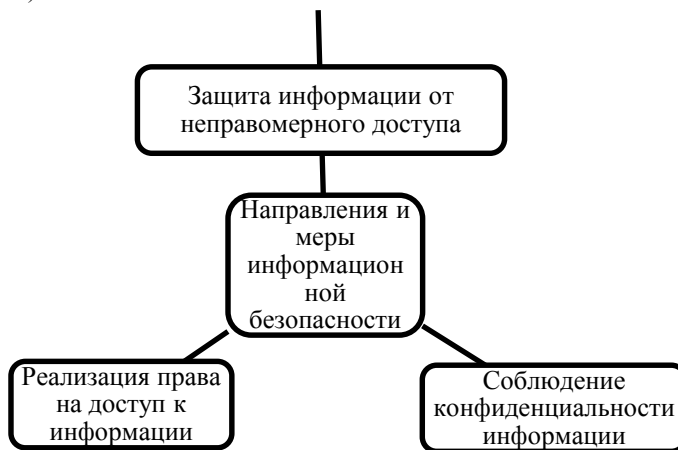 Защита информации от
неправомерного доступа
Направления и
меры
информацион
ной
безопасности
Реализация права
на доступ к
информации
Соблюдение
конфиденциальности
информации